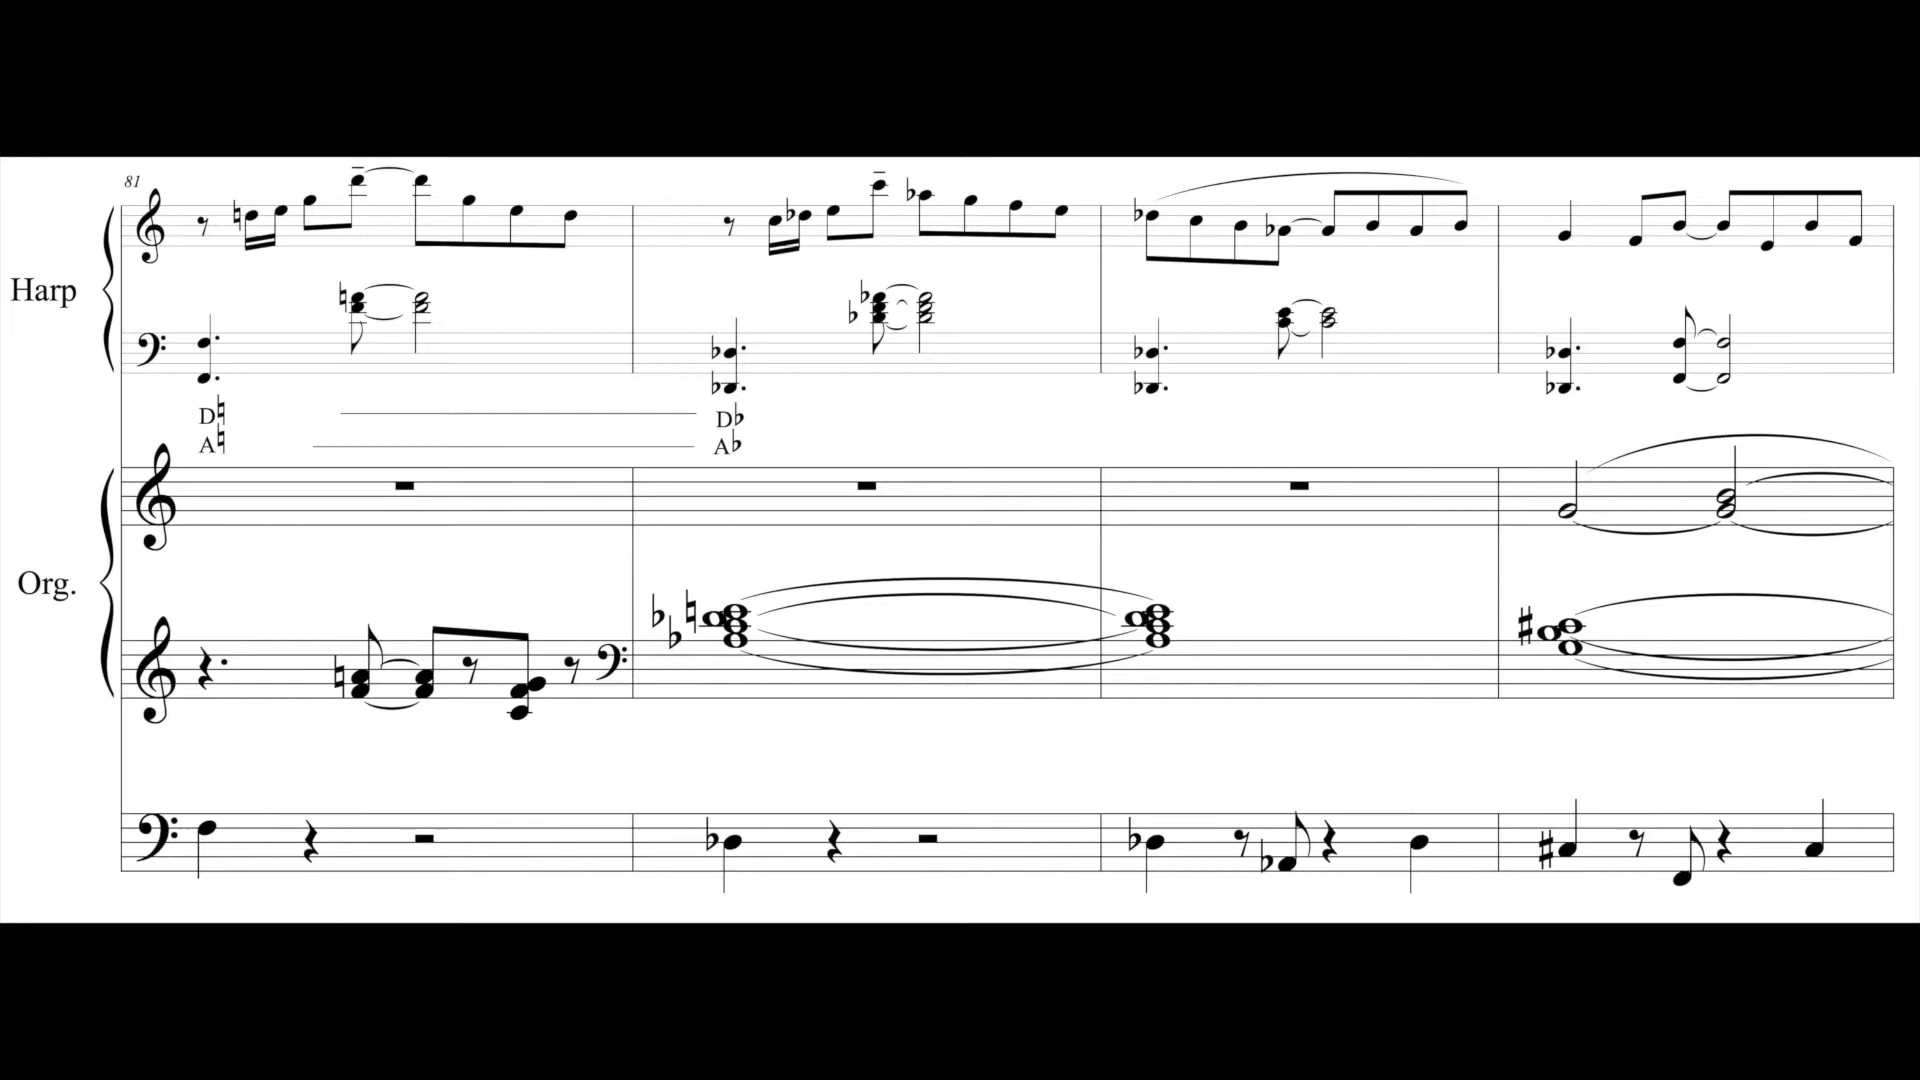 81
Harp
D♮ D♭
A♮ A♭
Org.